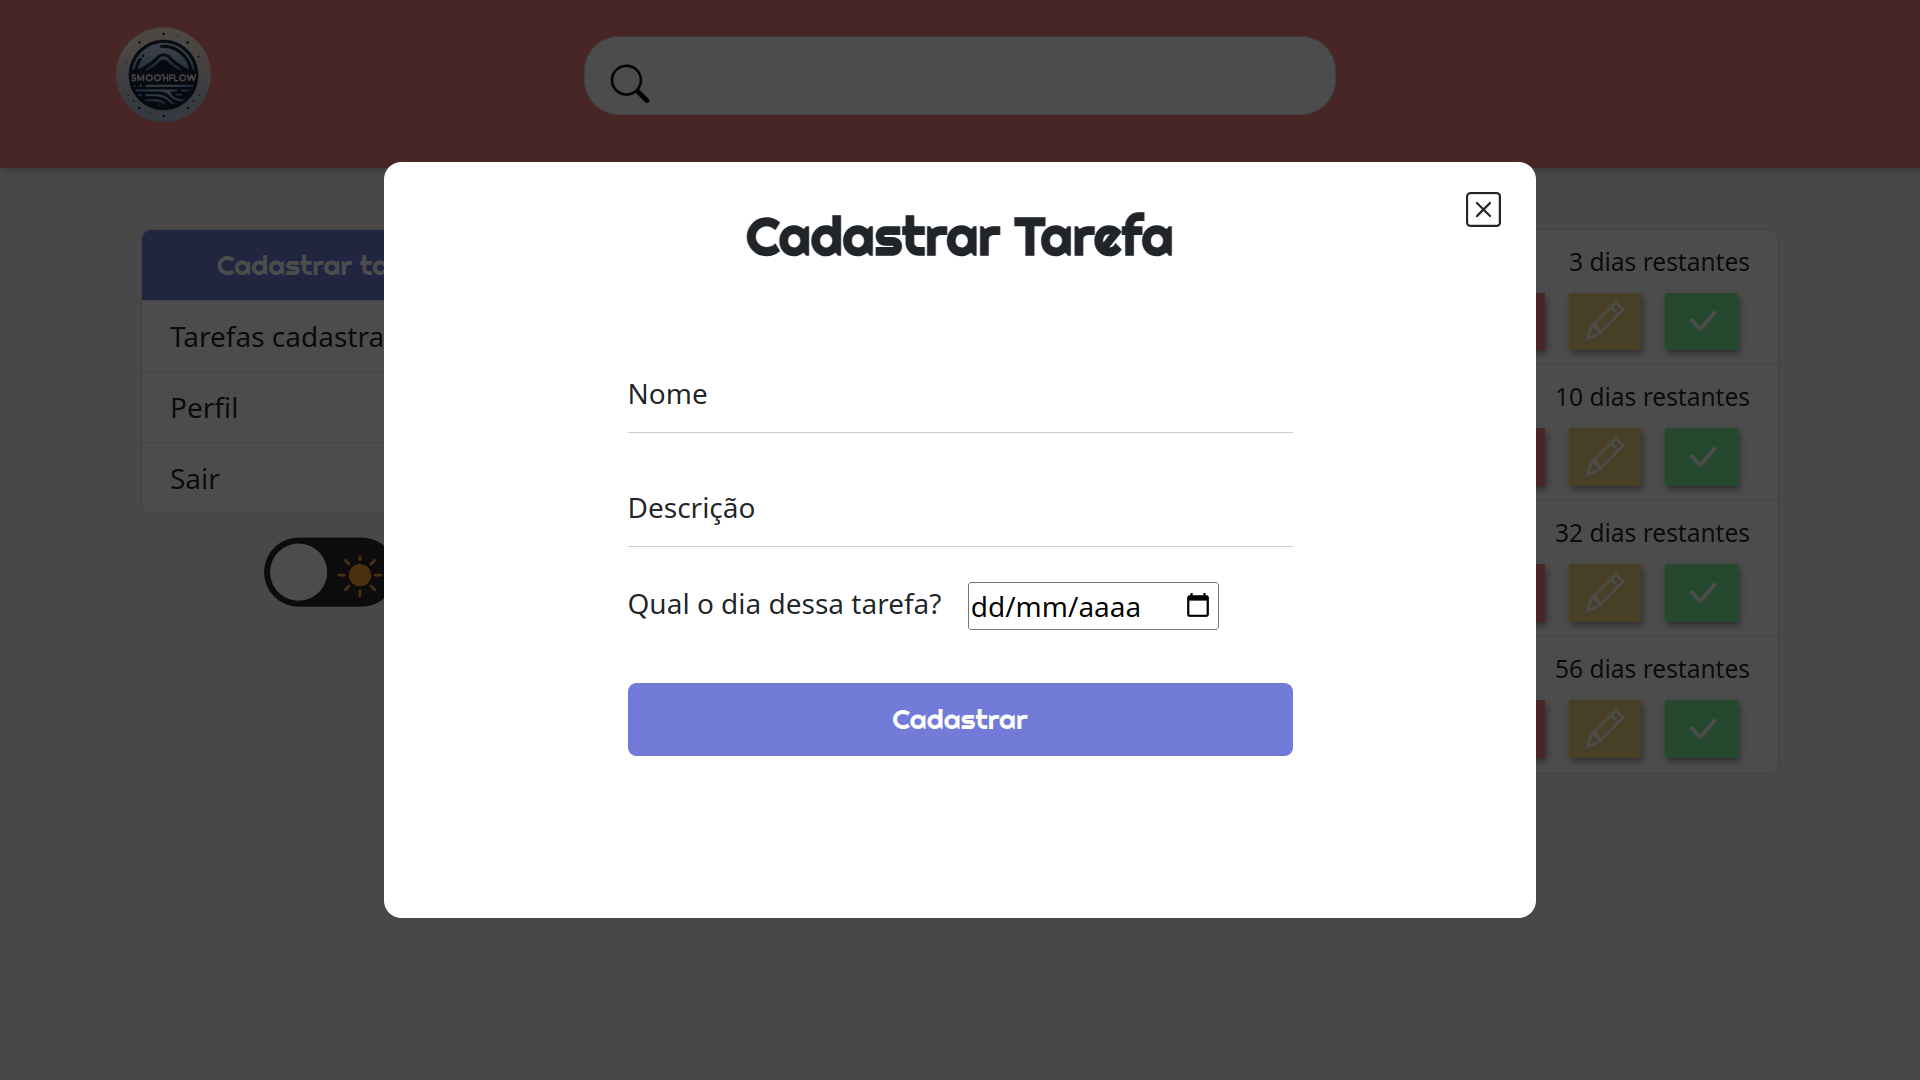 SMOOTHFLOW
Cadastrar Tarefa
Cadastrar ta
Tarefas cadastra
Perfil
Sair
Nome
Descrição
Qual o dia dessa tarefa? dd/mm/aaaa
Cadastrar
3 dias restantes
10 dias restantes
32 dias restantes
56 dias restantes